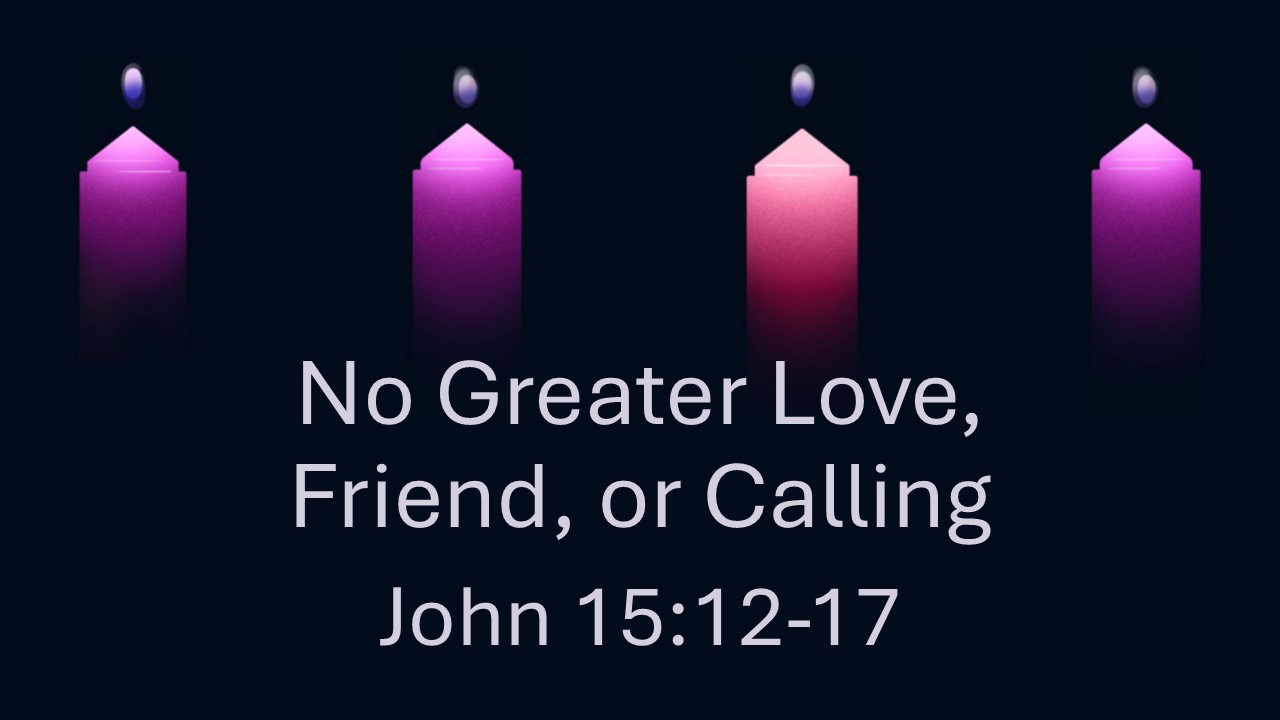 No Greater Love,
Friend, or Calling
John 15:12-17